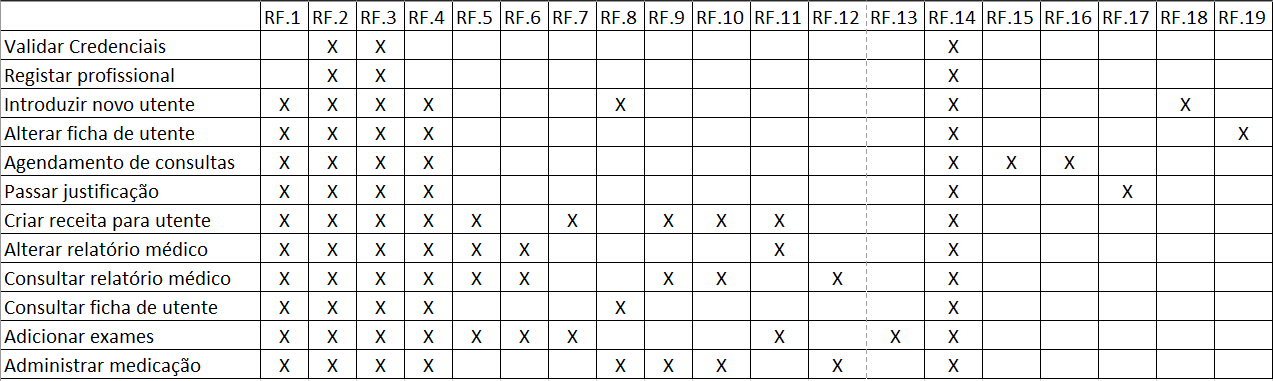 RF.1 RF.2 RF.3 RF.4 RF.5 RF.6 RF.7 RF.8 RF.9 RF.10 RF.11 RF.12 RF.13 RF.14 RF.15 RF.16 RF.17 RF.18 RF.19
Validar Credenciais X X X
Registar profissional X X X
Introduzir novo utente X X X X X X X
Alterar ficha de utente X X X X X X
Agendamento de consultas X X X X X X X
Passar justificação X X X X X X
Criar receita para utente X X X X X X X X X X
Alterar relatório médico X X X X X X X X
Consultar relatório médico X X X X X X X X X X
Consultar ficha de utente X X X X X X
Adicionar exames X X X X X X X X X X
Administrar medicação X X X X X X X X X